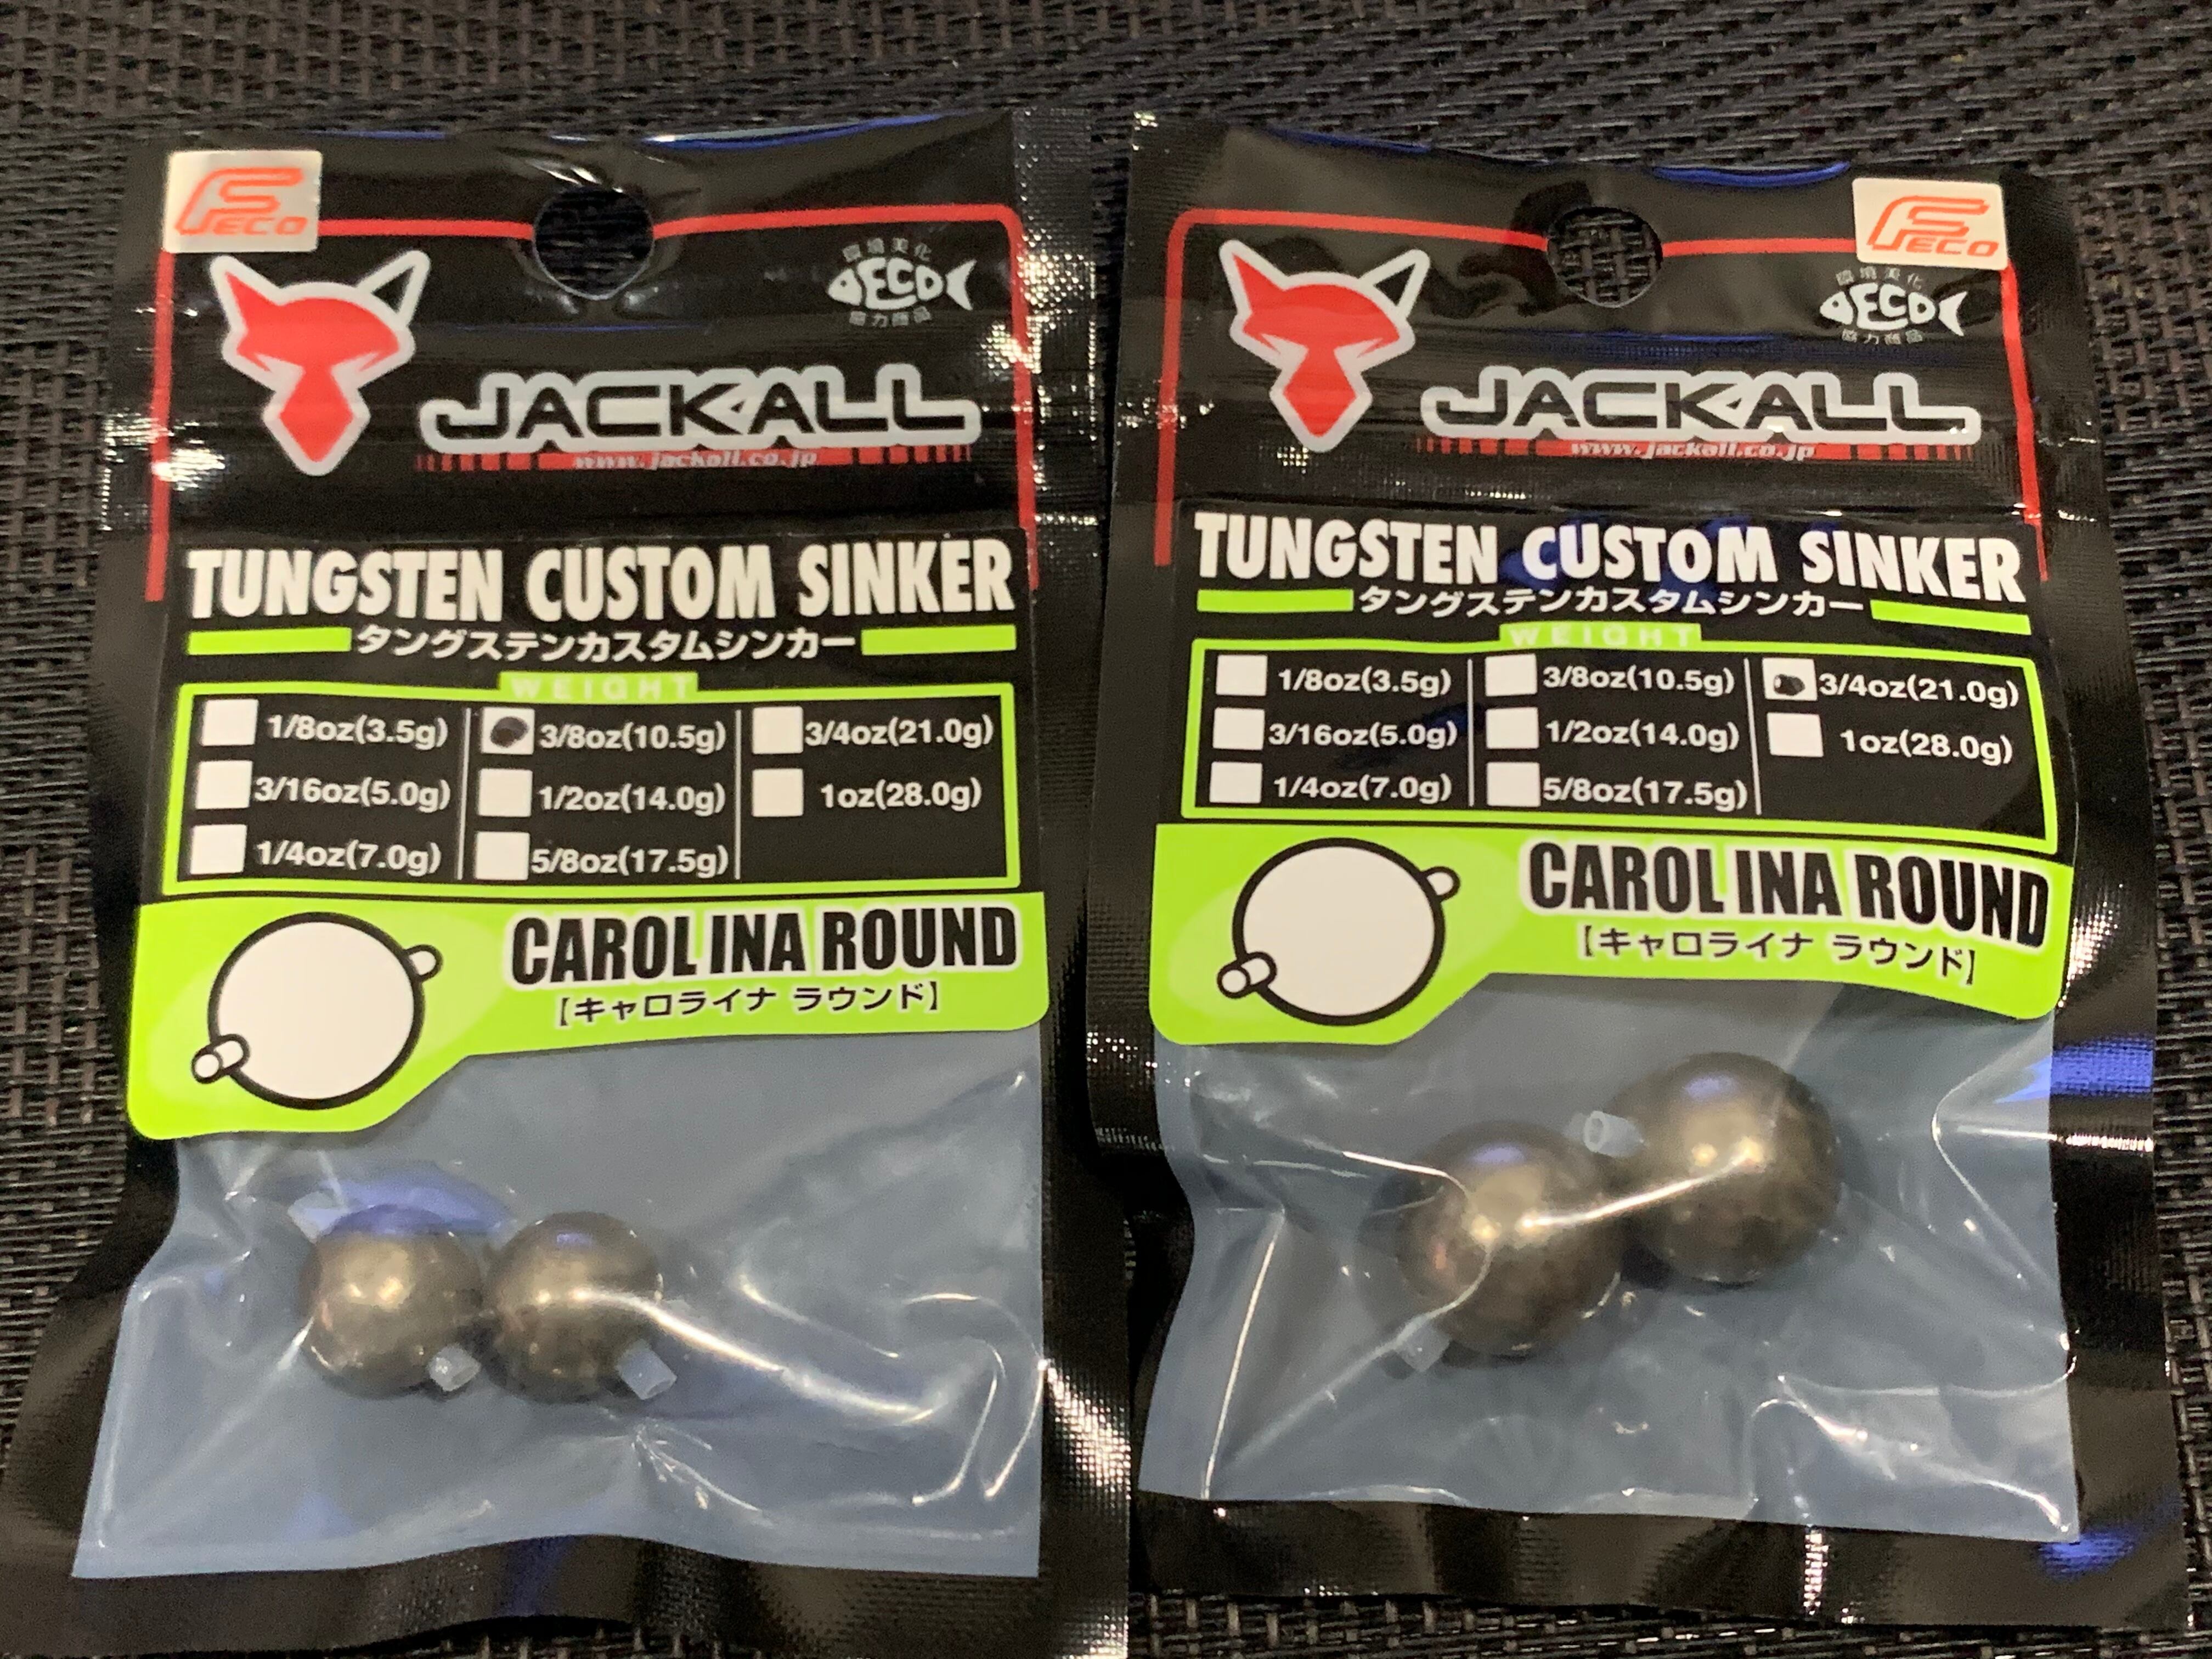 FECO
環境美化
ECO
協力商品
JACKALL
www.jackall.co.jp
TUNGSTEN CUSTOM SINKER
タングステンカスタムシンカー
WEIGHT
1/8oz(3.5g) 3/8oz(10.5g) 3/4oz(21.0g)
3/16oz(5.0g) 1/2oz(14.0g) 1oz(28.0g)
1/4oz(7.0g) 5/8oz(17.5g)
CAROLINA ROUND
【キャロライナ ラウンド】
FECO
環境美化
ECO
協力商品
JACKALL
www.jackall.co.jp
TUNGSTEN CUSTOM SINKER
タングステンカスタムシンカー
WEIGHT
1/8oz(3.5g) 3/8oz(10.5g) 3/4oz(21.0g)
3/16oz(5.0g) 1/2oz(14.0g) 1oz(28.0g)
1/4oz(7.0g) 5/8oz(17.5g)
CAROLINA ROUND
【キャロライナ ラウンド】